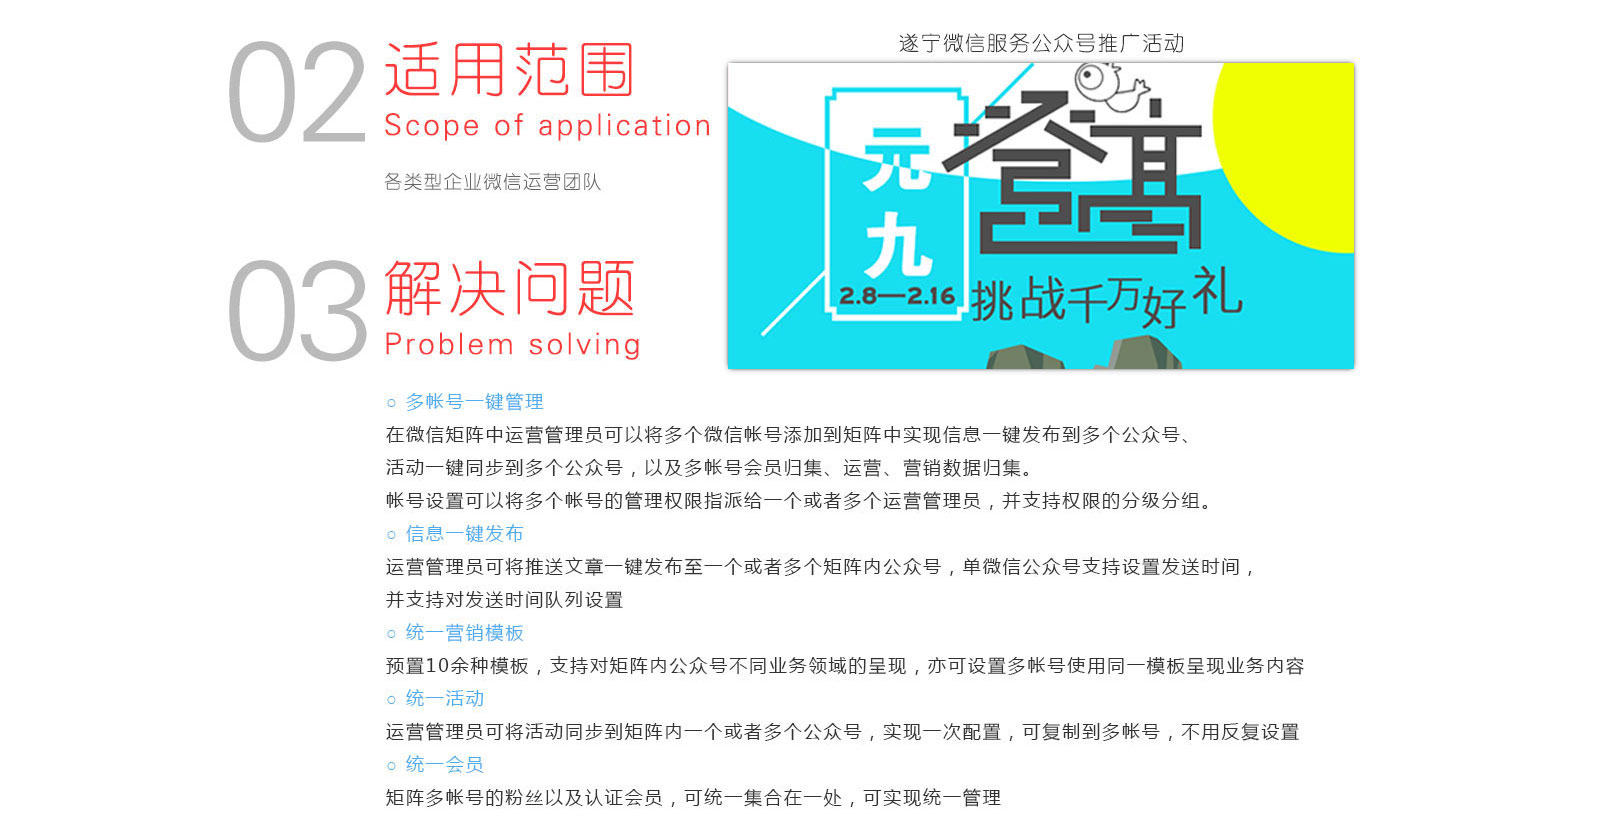 02
适用范围
Scope of application
各类型企业微信运营团队
遂宁微信服务公众号推广活动
元九
登高
2.8—2.16
挑战千万好礼
03
解决问题
Problem solving
○ 多帐号一键管理
在微信矩阵中运营管理员可以将多个微信帐号添加到矩阵中实现信息一键发布到多个公众号、
活动一键同步到多个公众号，以及多帐号会员归集、运营、营销数据归集。
帐号设置可以将多个帐号的管理权限指派给一个或者多个运营管理员，并支持权限的分级分组。
○ 信息一键发布
运营管理员可将推送文章一键发布至一个或者多个矩阵内公众号，单微信公众号支持设置发送时间，
并支持对发送时间队列设置
○ 统一营销模板
预置10余种模板，支持对矩阵内公众号不同业务领域的呈现，亦可设置多帐号使用同一模板呈现业务内容
○ 统一活动
运营管理员可将活动同步到矩阵内一个或者多个公众号，实现一次配置，可复制到多帐号，不用反复设置
○ 统一会员
矩阵多帐号的粉丝以及认证会员，可统一集合在一处，可实现统一管理